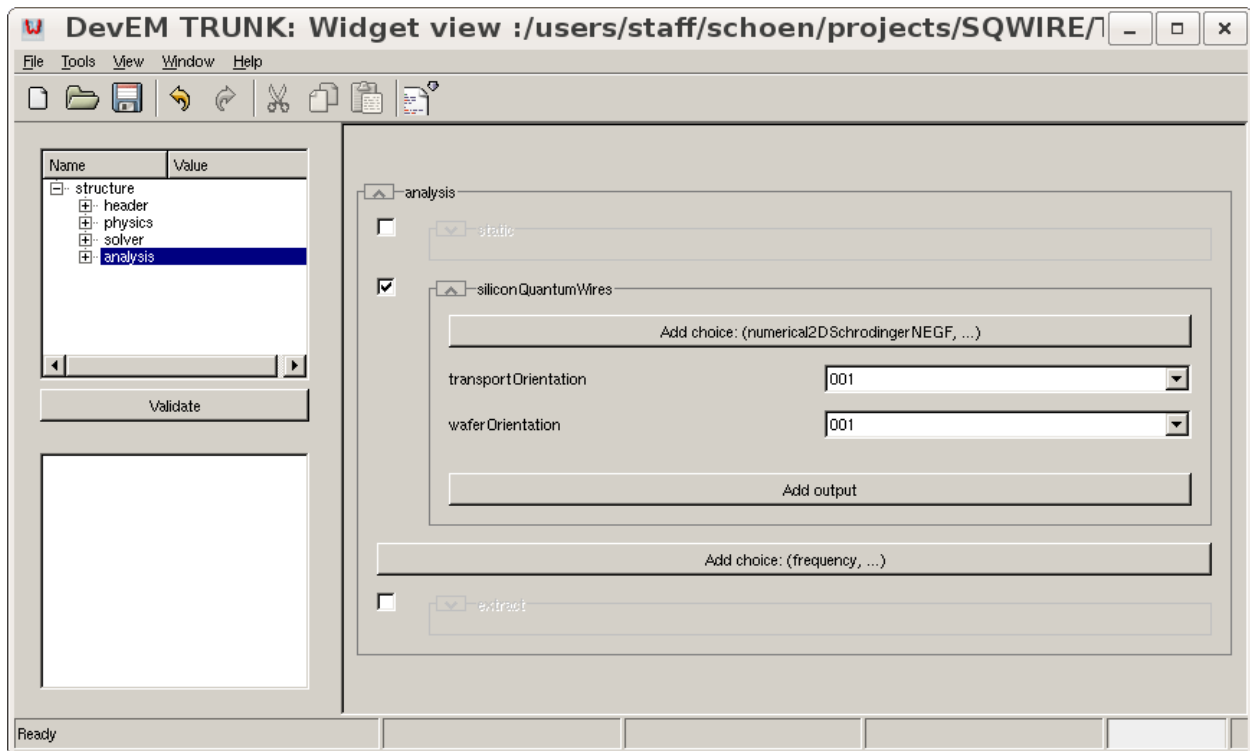 DevEM TRUNK: Widget view :/users/staff/schoen/projects/SQWIRE/T
File Tools View Window Help
Name Value
structure
header
physics
solver
analysis
Validate
analysis
static
siliconQuantumWires
Add choice: (numerical2DSchrodingerNEGF, ...)
transportOrientation 001
waferOrientation 001
Add output
Add choice: (frequency, ...)
extract
Ready